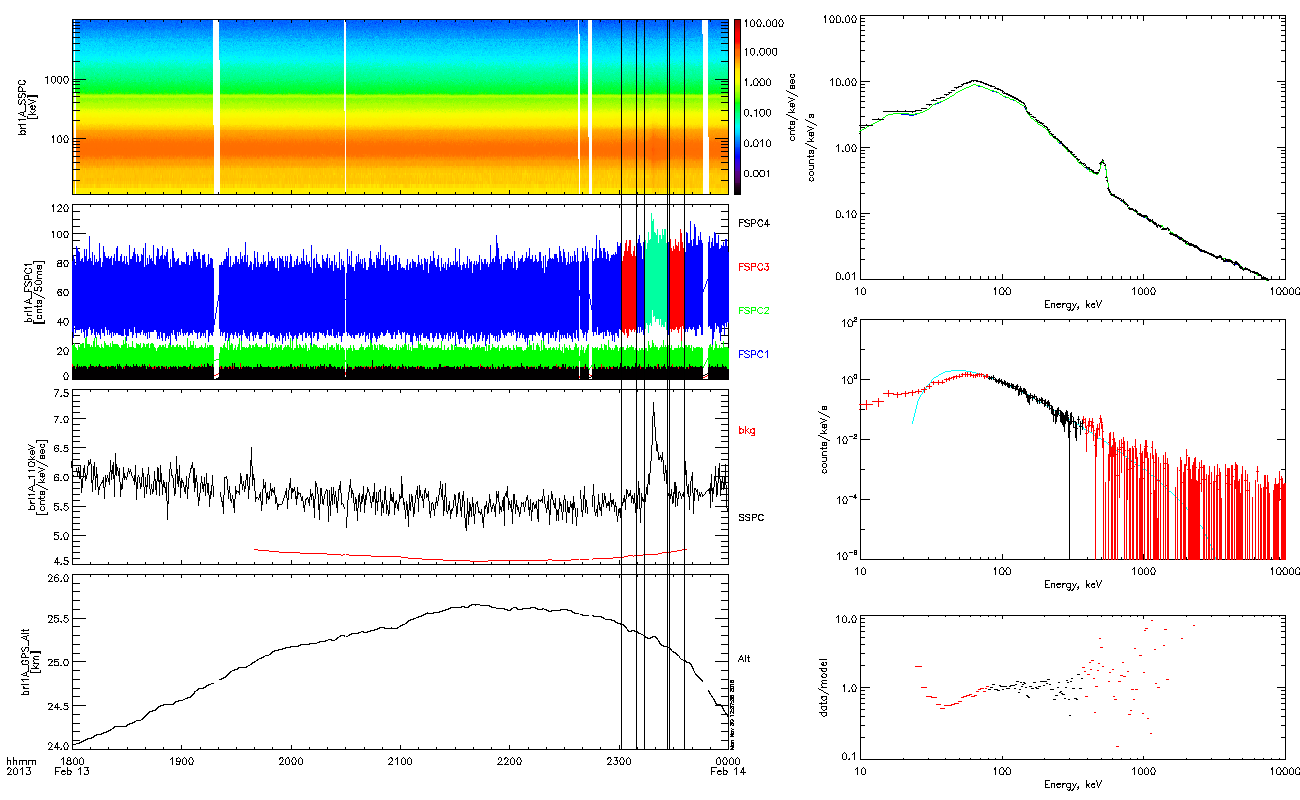 brl1A_SSPC
[keV]
1000
100
100.000
10.000
1.000
0.100
0.010
0.001
cnts/keV/sec
brl1A_FSPC1
[cnts/50ms]
120
100
80
60
40
20
0
FSPC4
FSPC3
FSPC2
FSPC1
brl1A_110keV
[cnts/keV/sec]
7.5
7.0
6.5
6.0
5.5
5.0
4.5
bkg
SSPC
brl1A_GPS_Alt
[km]
26.0
25.5
25.0
24.5
24.0
Alt
hhmm
2013
1800
Feb 13
1900
2000
2100
2200
2300
0000
Feb 14
counts/keV/s
100.00
10.00
1.00
0.10
0.01
10
100
1000
1000C
Energy, keV
counts/keV/s
10²
10⁰
10⁻²
10⁻⁴
10⁻⁶
10
100
1000
1000C
Energy, keV
data/model
10.0
1.0
0.1
10
100
1000
1000C
Energy, keV